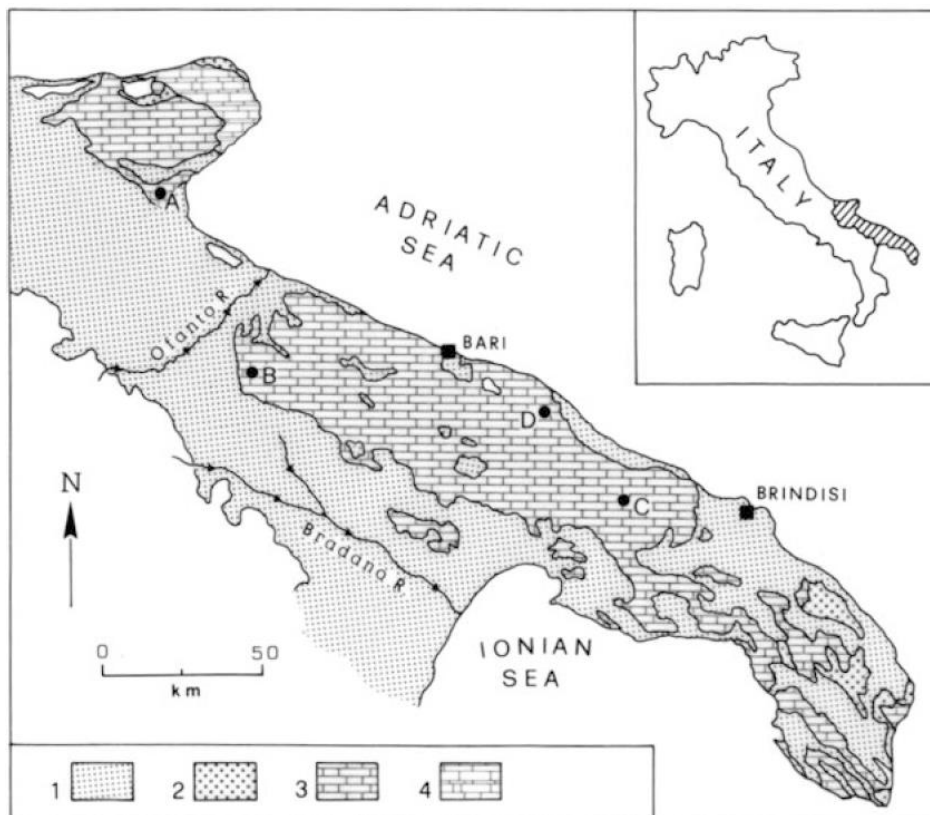 ITALY
ADRIATIC
SEA
A
Ofanto R.
BARI
B
D
N
C
BRINDISI
Bradano R.
0 50
km
IONIAN
SEA
1 2 3 4